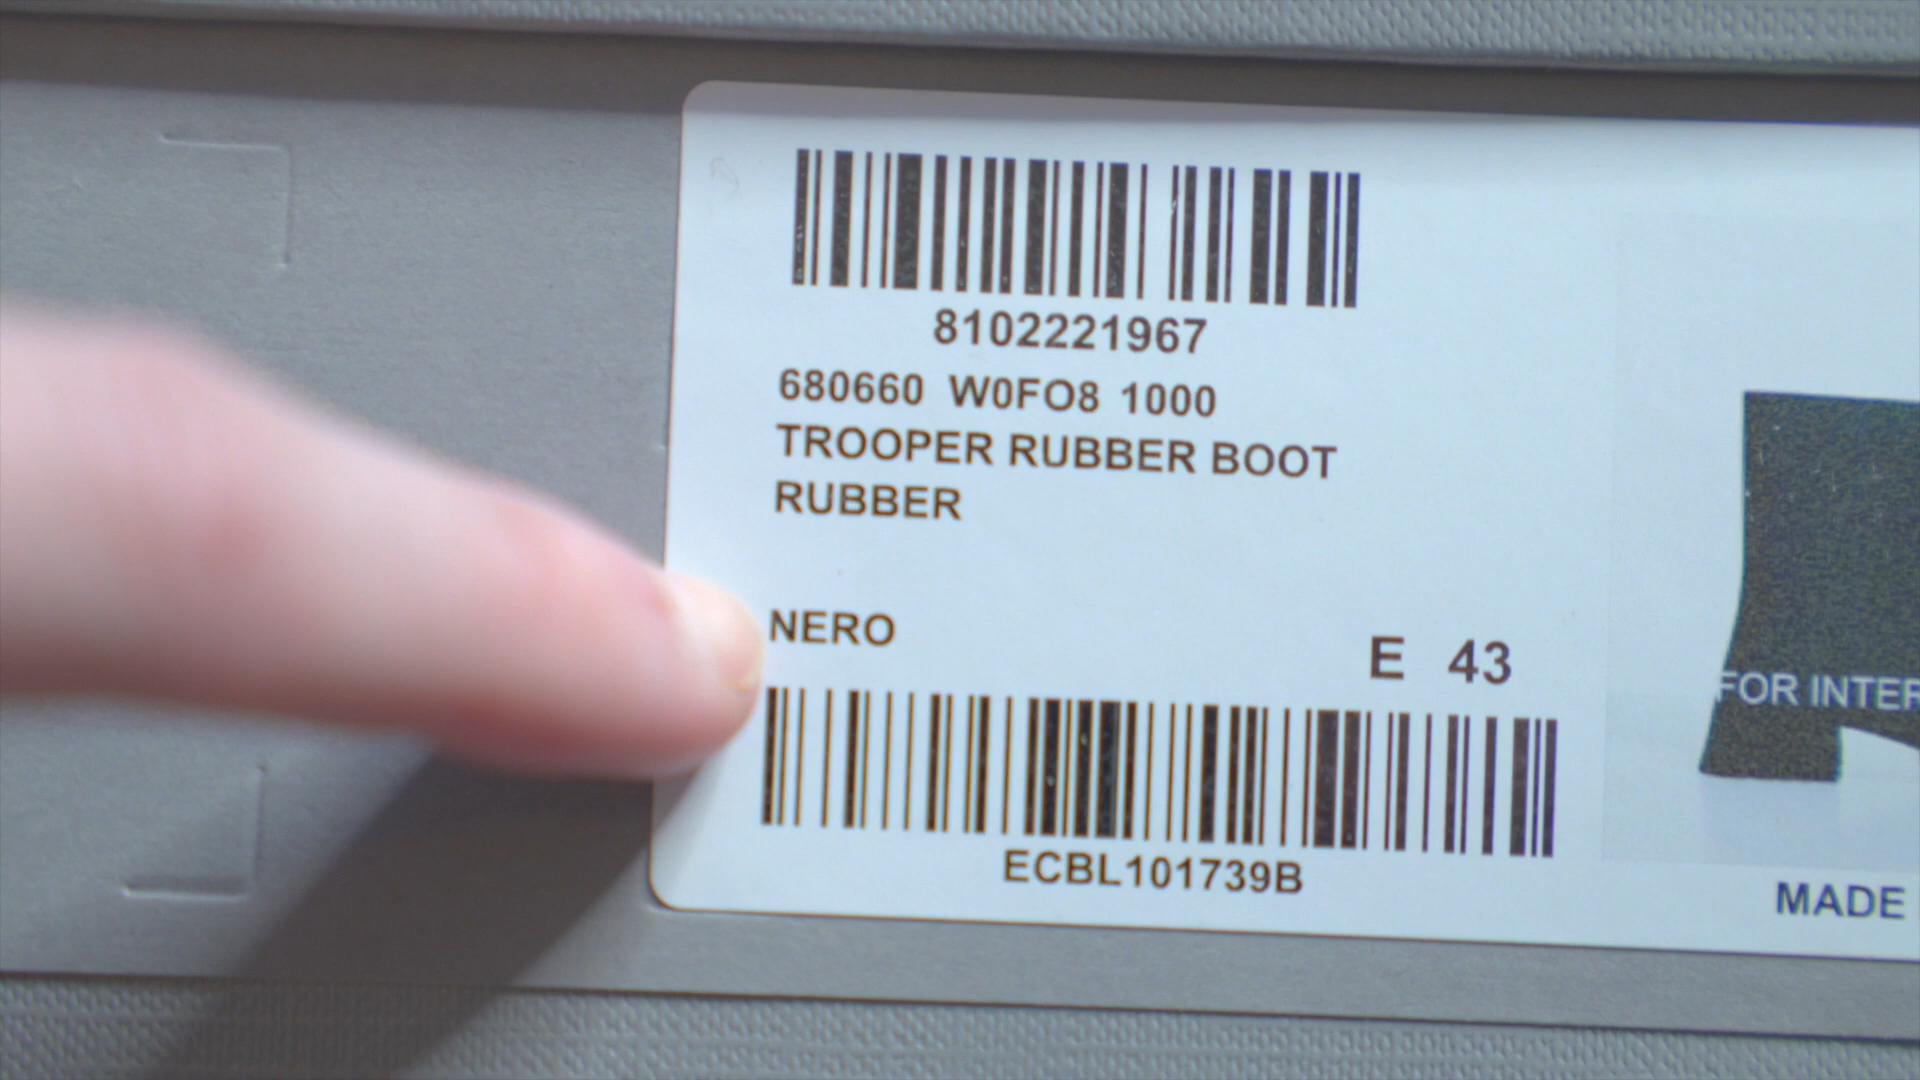 8102221967
680660 W0FO8 1000
TROOPER RUBBER BOOT
RUBBER
NERO
E 43
FOR INTER
ECBL101739B
MADE